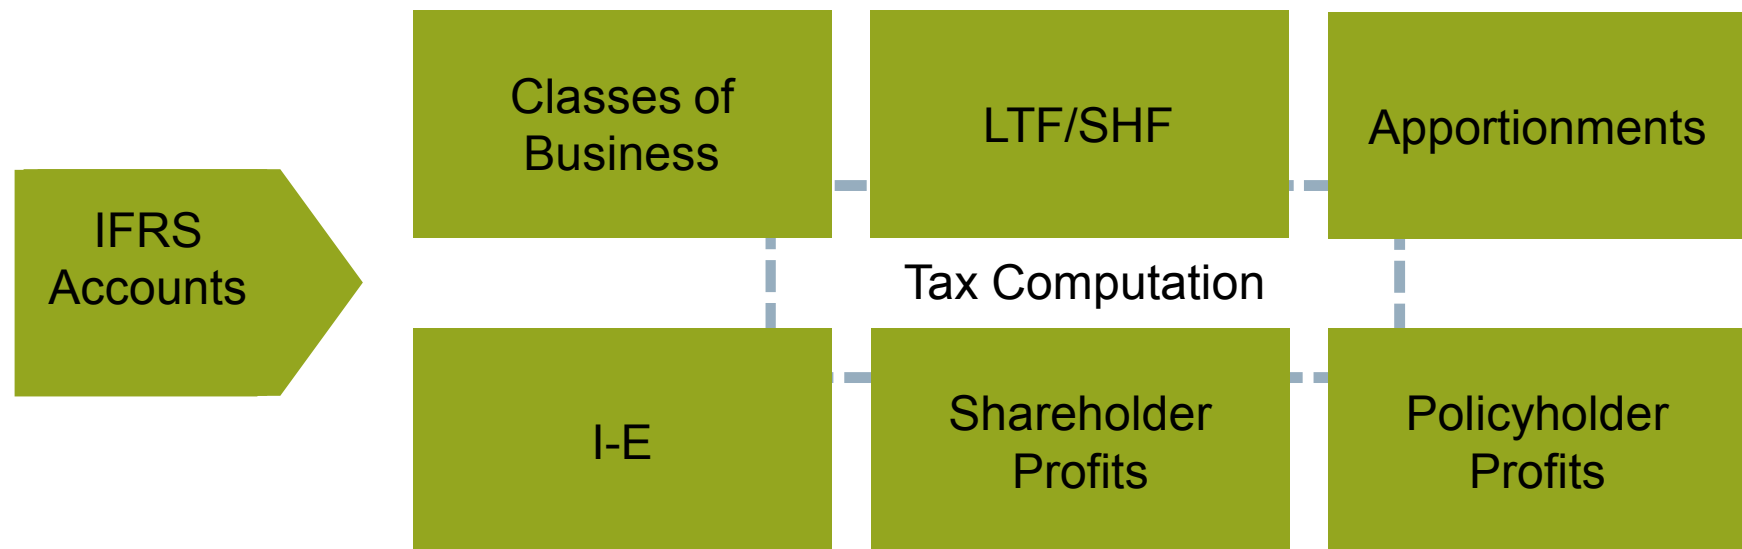 IFRS
Accounts
Classes of
Business
LTF/SHF
Apportionments
Tax Computation
I-E
Shareholder
Profits
Policyholder
Profits